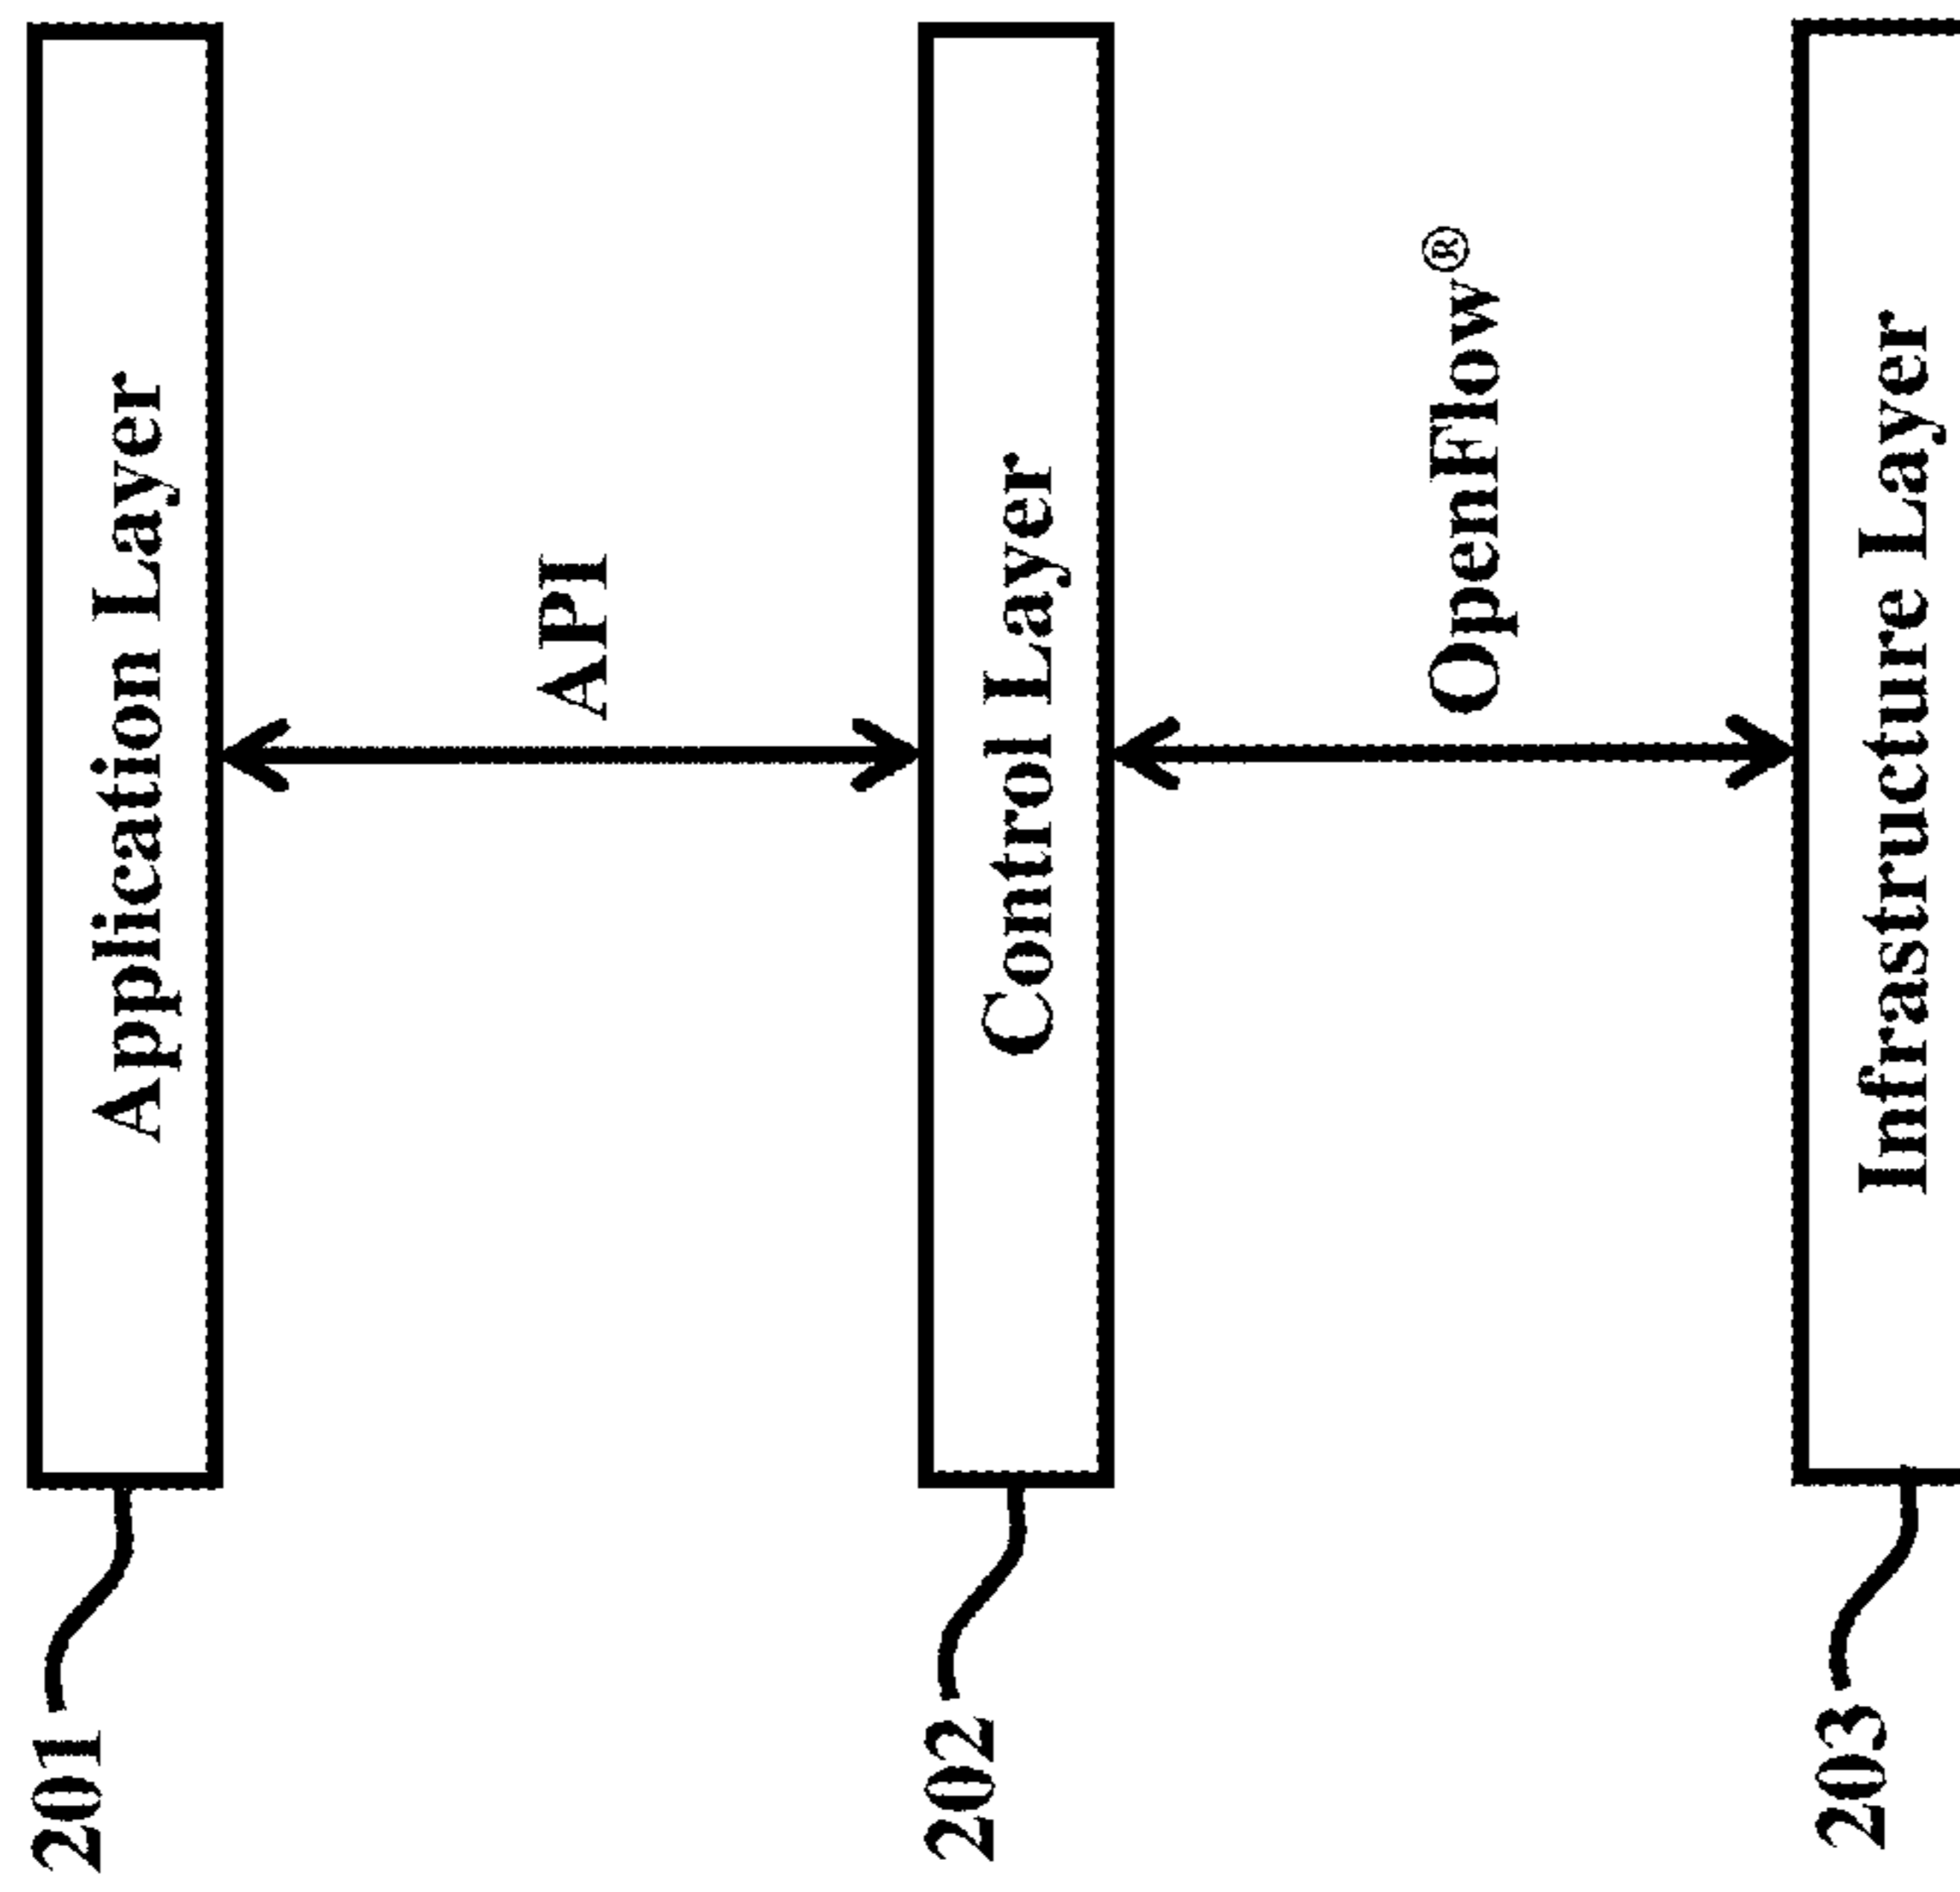 201
Application Layer
API
202
Control Layer
OpenFlow®
203
Infrastructure Layer